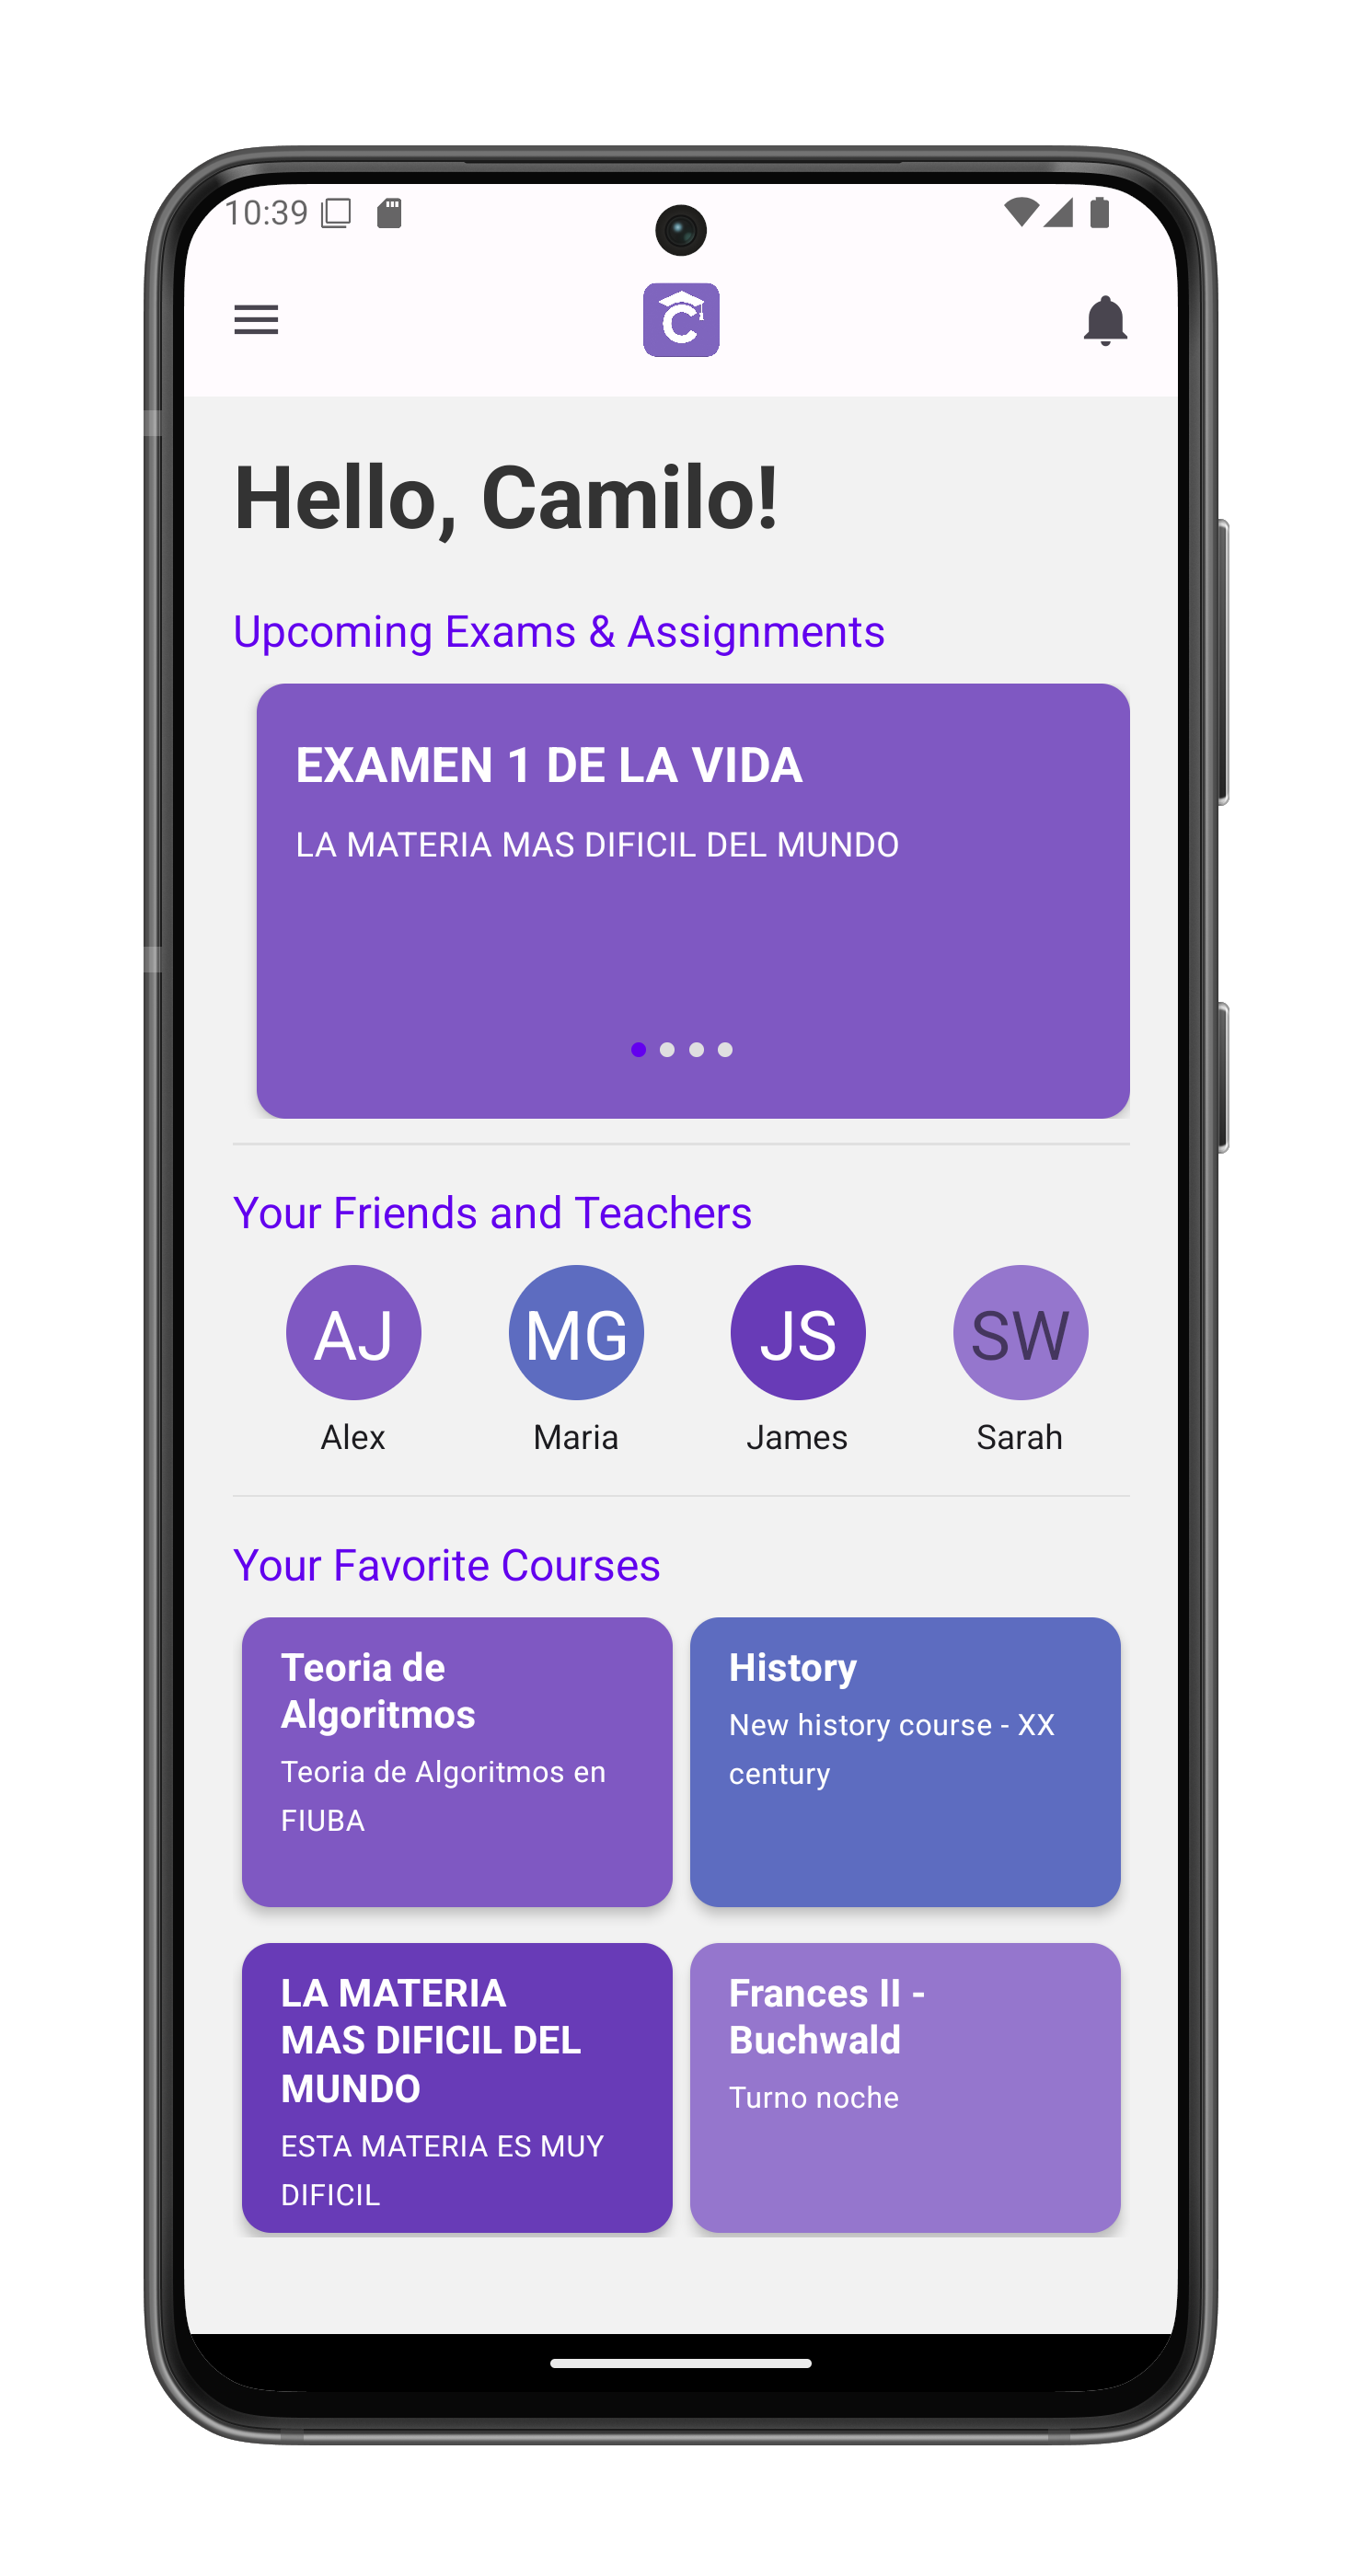 10:39
C
Hello, Camilo!
Upcoming Exams & Assignments
EXAMEN 1 DE LA VIDA
LA MATERIA MAS DIFICIL DEL MUNDO
Your Friends and Teachers
AJ MG JS SW
Alex Maria James Sarah
Your Favorite Courses
Teoria de
Algoritmos
Teoria de Algoritmos en
FIUBA
History
New history course - XX
century
LA MATERIA
MAS DIFICIL DEL
MUNDO
ESTA MATERIA ES MUY
DIFICIL
Frances II -
Buchwald
Turno noche